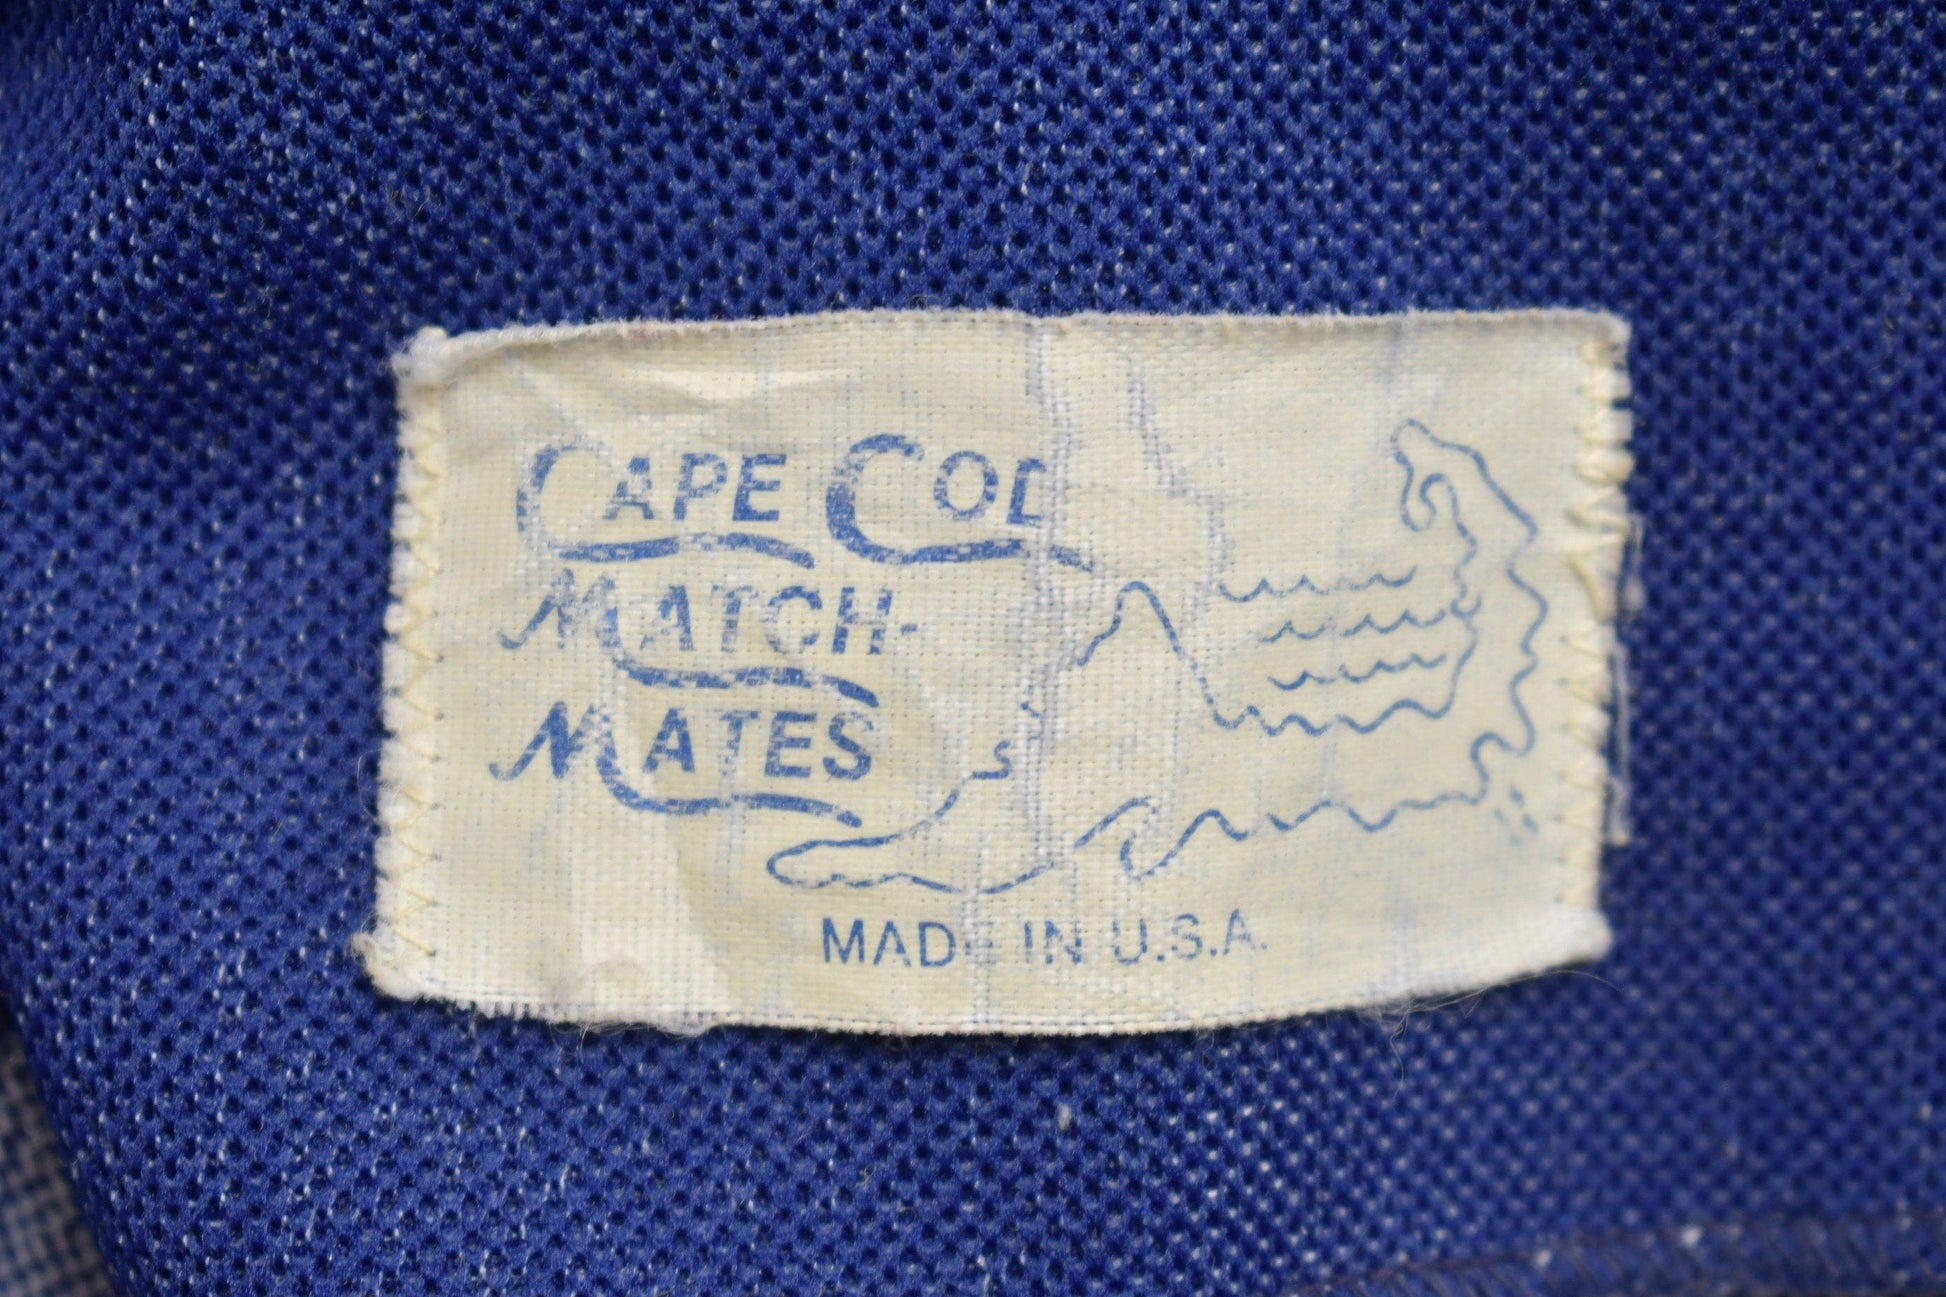 CAPE COD
MATCH-
MATES
MADE IN U.S.A.